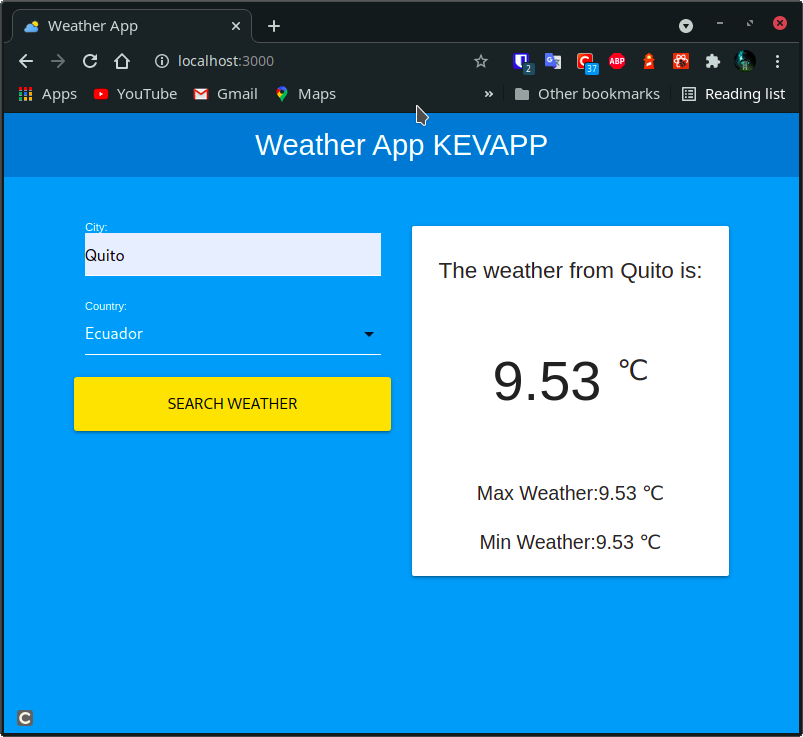 Weather App
localhost:3000
2
37
ABP
Apps YouTube Gmail Maps » Other bookmarks Reading list
Weather App KEVAPP
City:
Quito
Country:
Ecuador
SEARCH WEATHER
The weather from Quito is:
9.53 ℃
Max Weather:9.53 ℃
Min Weather:9.53 ℃
C